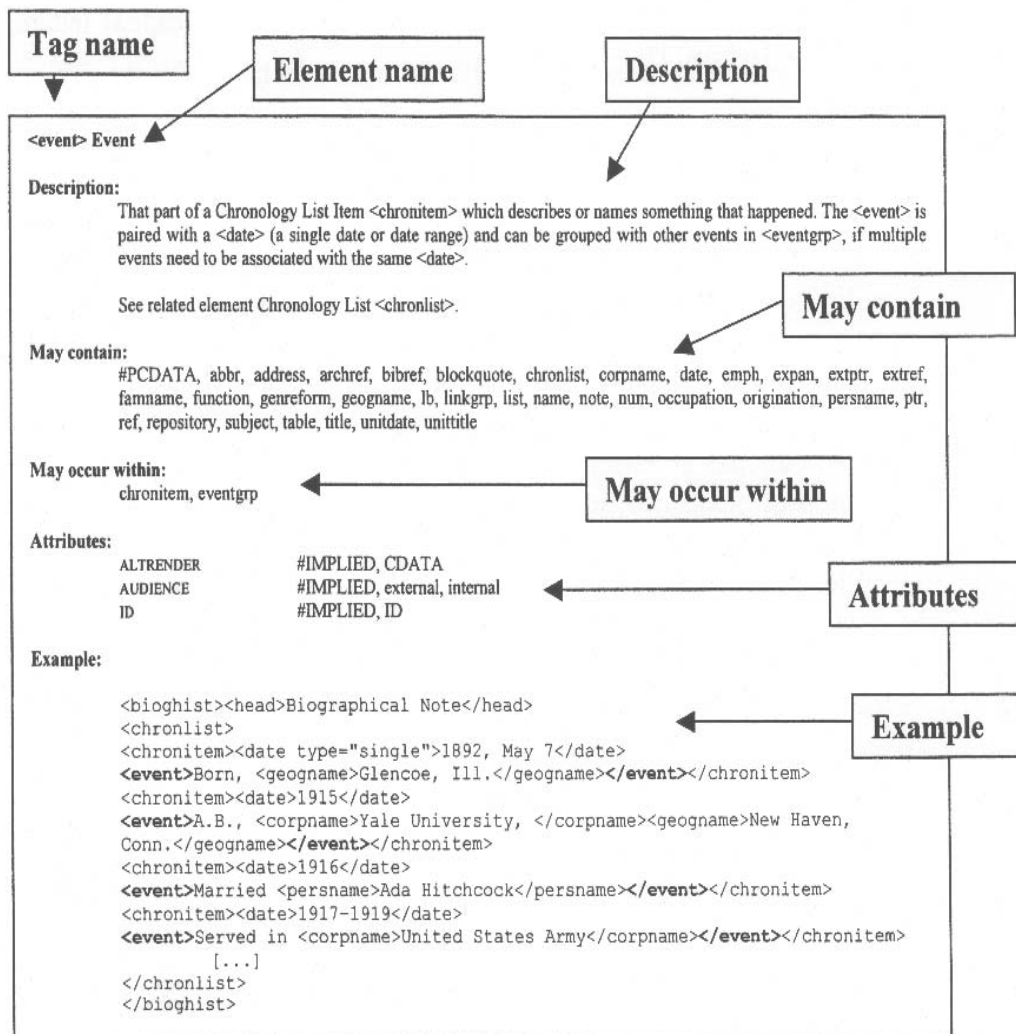 Tag name
Element name
Description
<event> Event
Description:
That part of a Chronology List Item <chronitem> which describes or names something that happened. The <event> is
paired with a <date> (a single date or date range) and can be grouped with other events in <eventgrp>, if multiple
events need to be associated with the same <date>.
See related element Chronology List <chronlist>.
May contain
May contain:
#PCDATA, abbr, address, archref, bibref, blockquote, chronlist, corpname, date, emph, expan, extptr, extref,
famname, function, genreform, geogname, lb, linkgrp, list, name, note, num, occupation, origination, persname, ptr,
ref, repository, subject, table, title, unitdate, unittitle
May occur within:
chronitem, eventgrp
May occur within
Attributes:
ALTRENDER #IMPLIED, CDATA
AUDIENCE #IMPLIED, external, internal
ID #IMPLIED, ID
Attributes
Example:
<bioghist><head>Biographical Note</head>
<chronlist>
Example
<chronitem><date type="single">1892, May 7</date>
<event>Born, <geogname>Glencoe, Ill.</geogname></event></chronitem>
<chronitem><date>1915</date>
<event>A.B., <corpname>Yale University, </corpname><geogname>New Haven,
Conn.</geogname></event></chronitem>
<chronitem><date>1916</date>
<event>Married <persname>Ada Hitchcock</persname></event></chronitem>
<chronitem><date>1917-1919</date>
<event>Served in <corpname>United States Army</corpname></event></chronitem>
[...]
</chronlist>
</bioghist>